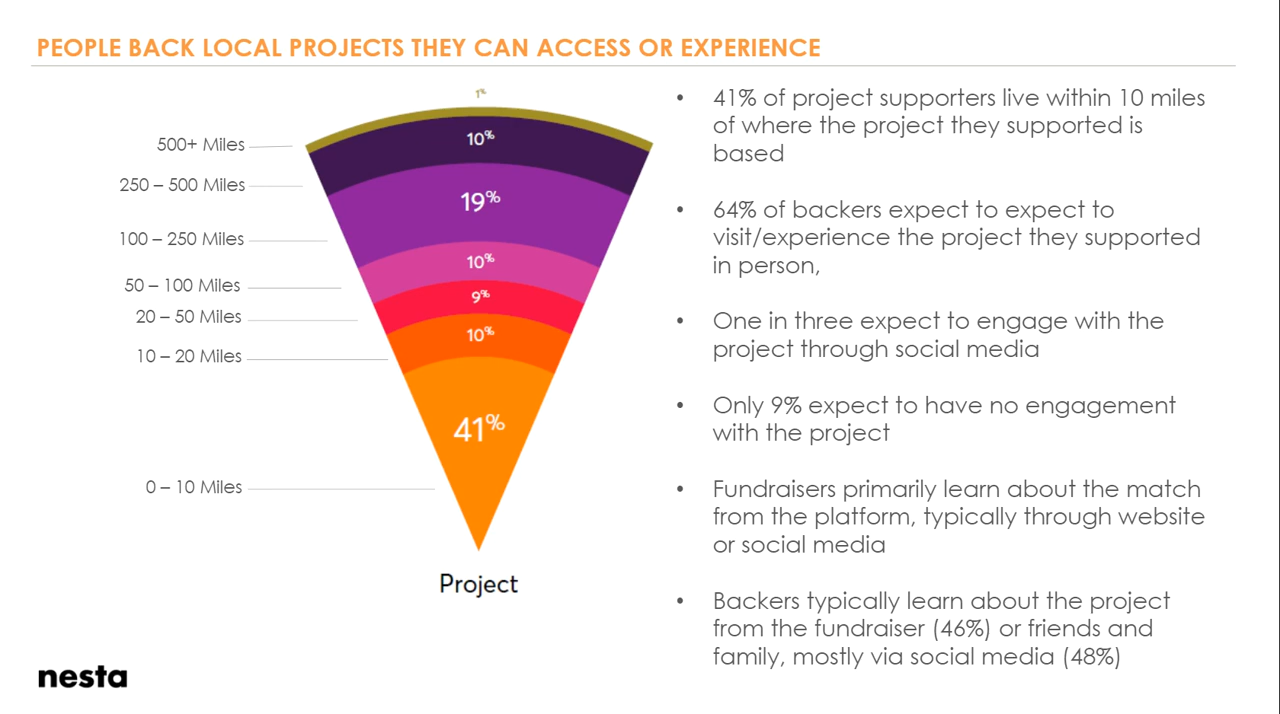 PEOPLE BACK LOCAL PROJECTS THEY CAN ACCESS OR EXPERIENCE
1%
500+ Miles
10%
250 – 500 Miles
19%
100 – 250 Miles
10%
50 – 100 Miles
9%
20 – 50 Miles
10%
10 – 20 Miles
41%
0 – 10 Miles
Project
• 41% of project supporters live within 10 miles
of where the project they supported is
based
• 64% of backers expect to expect to
visit/experience the project they supported
in person,
• One in three expect to engage with the
project through social media
• Only 9% expect to have no engagement
with the project
• Fundraisers primarily learn about the match
from the platform, typically through website
or social media
• Backers typically learn about the project
from the fundraiser (46%) or friends and
family, mostly via social media (48%)
nesta